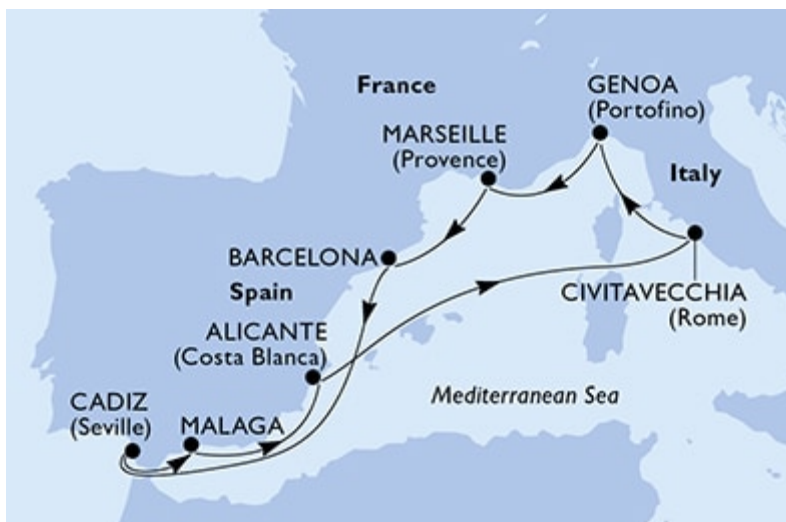 France
GENOA
(Portofino)
MARSEILLE
(Provence)
Italy
BARCELONA
Spain
CIVITAVECCHIA
(Rome)
ALICANTE
(Costa Blanca)
Mediterranean Sea
CADIZ
(Seville)
MALAGA